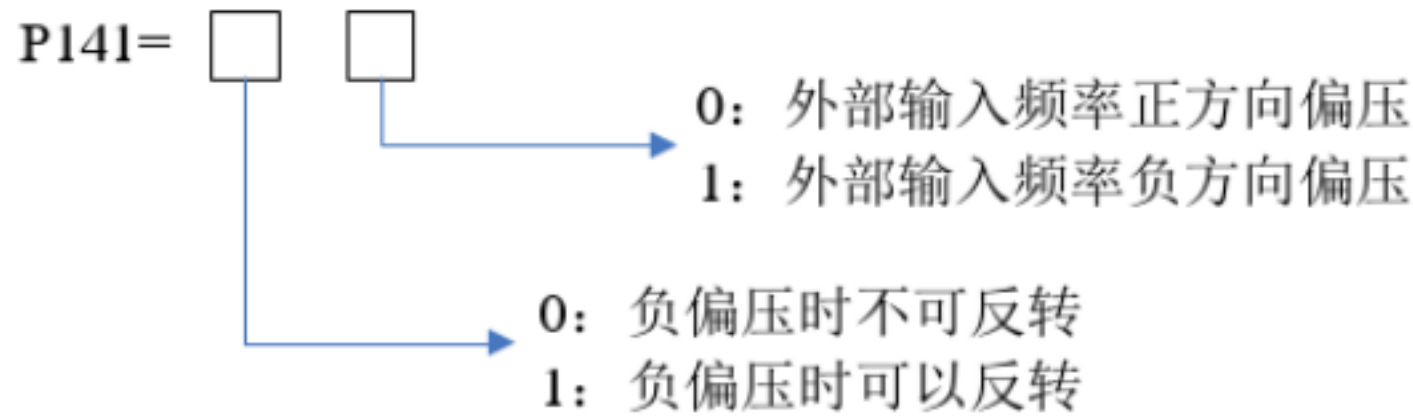 P141=
0：外部输入频率正方向偏压
1：外部输入频率负方向偏压
0：负偏压时不可反转
1：负偏压时可以反转